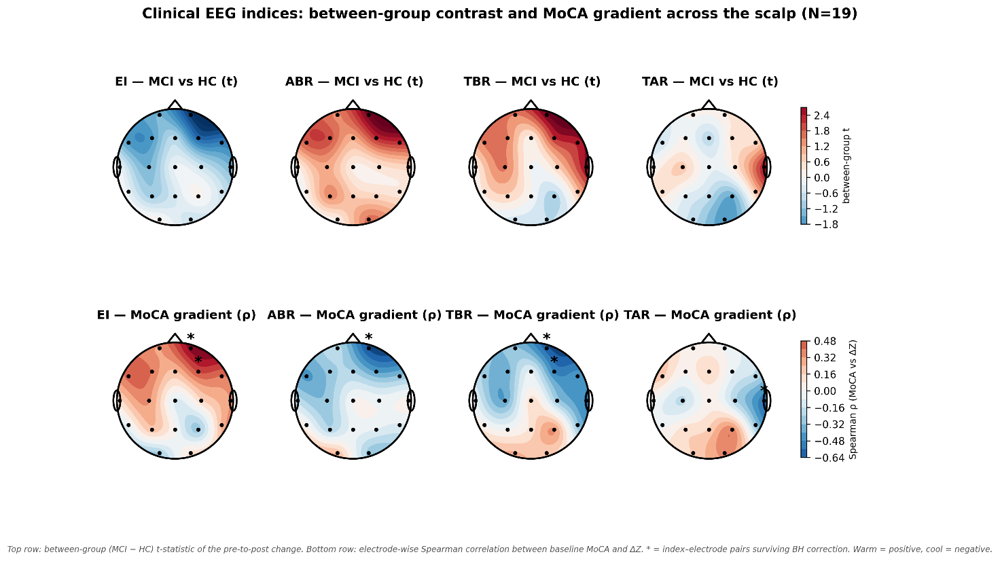 Clinical EEG indices: between-group contrast and MoCA gradient across the scalp (N=19)
EI — MCI vs HC (t)
ABR — MCI vs HC (t)
TBR — MCI vs HC (t)
TAR — MCI vs HC (t)
2.4
1.8
1.2
0.6
0.0
−0.6
−1.2
−1.8
between-group t
EI — MoCA gradient (ρ)
ABR — MoCA gradient (ρ)
TBR — MoCA gradient (ρ)
TAR — MoCA gradient (ρ)
*
*
*
*
*
*
0.48
0.32
0.16
0.00
−0.16
−0.32
−0.48
−0.64
Spearman ρ (MoCA vs ΔZ)
Top row: between-group (MCI − HC) t-statistic of the pre-to-post change. Bottom row: electrode-wise Spearman correlation between baseline MoCA and ΔZ. * = index–electrode pairs surviving BH correction. Warm = positive, cool = negative.